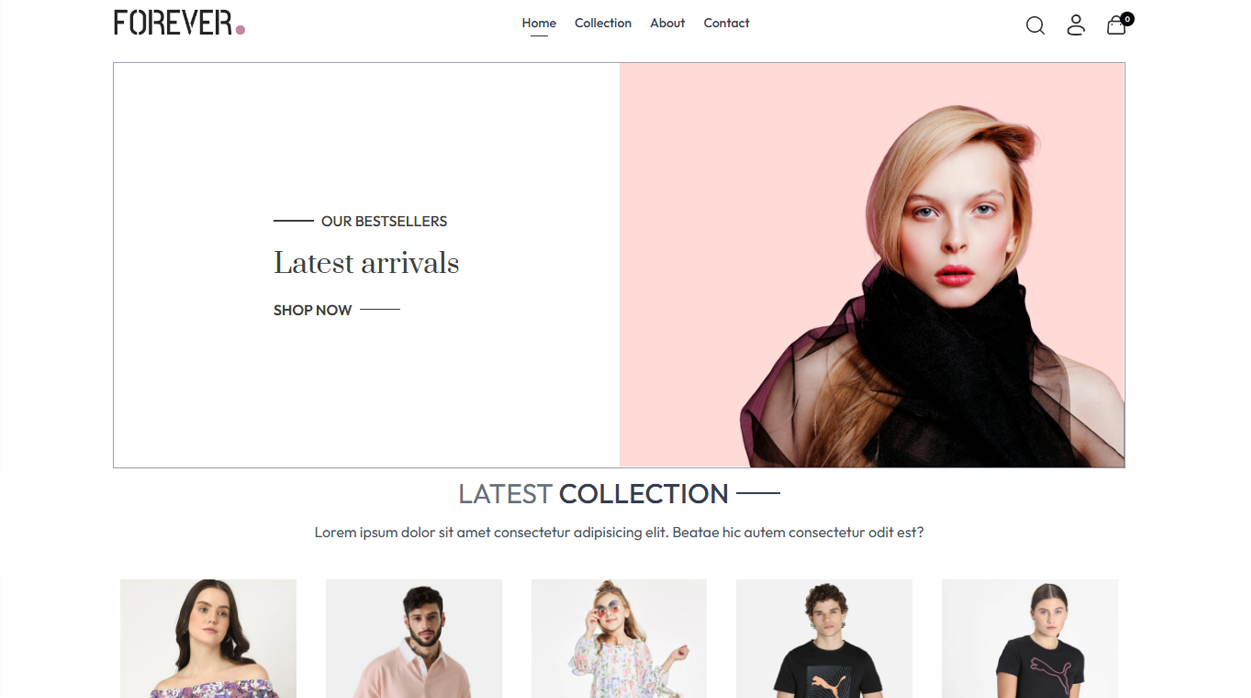 FOREVER.
Home Collection About Contact
0
OUR BESTSELLERS
Latest arrivals
SHOP NOW
LATEST COLLECTION
Lorem ipsum dolor sit amet consectetur adipisicing elit. Beatae hic autem consectetur odit est?